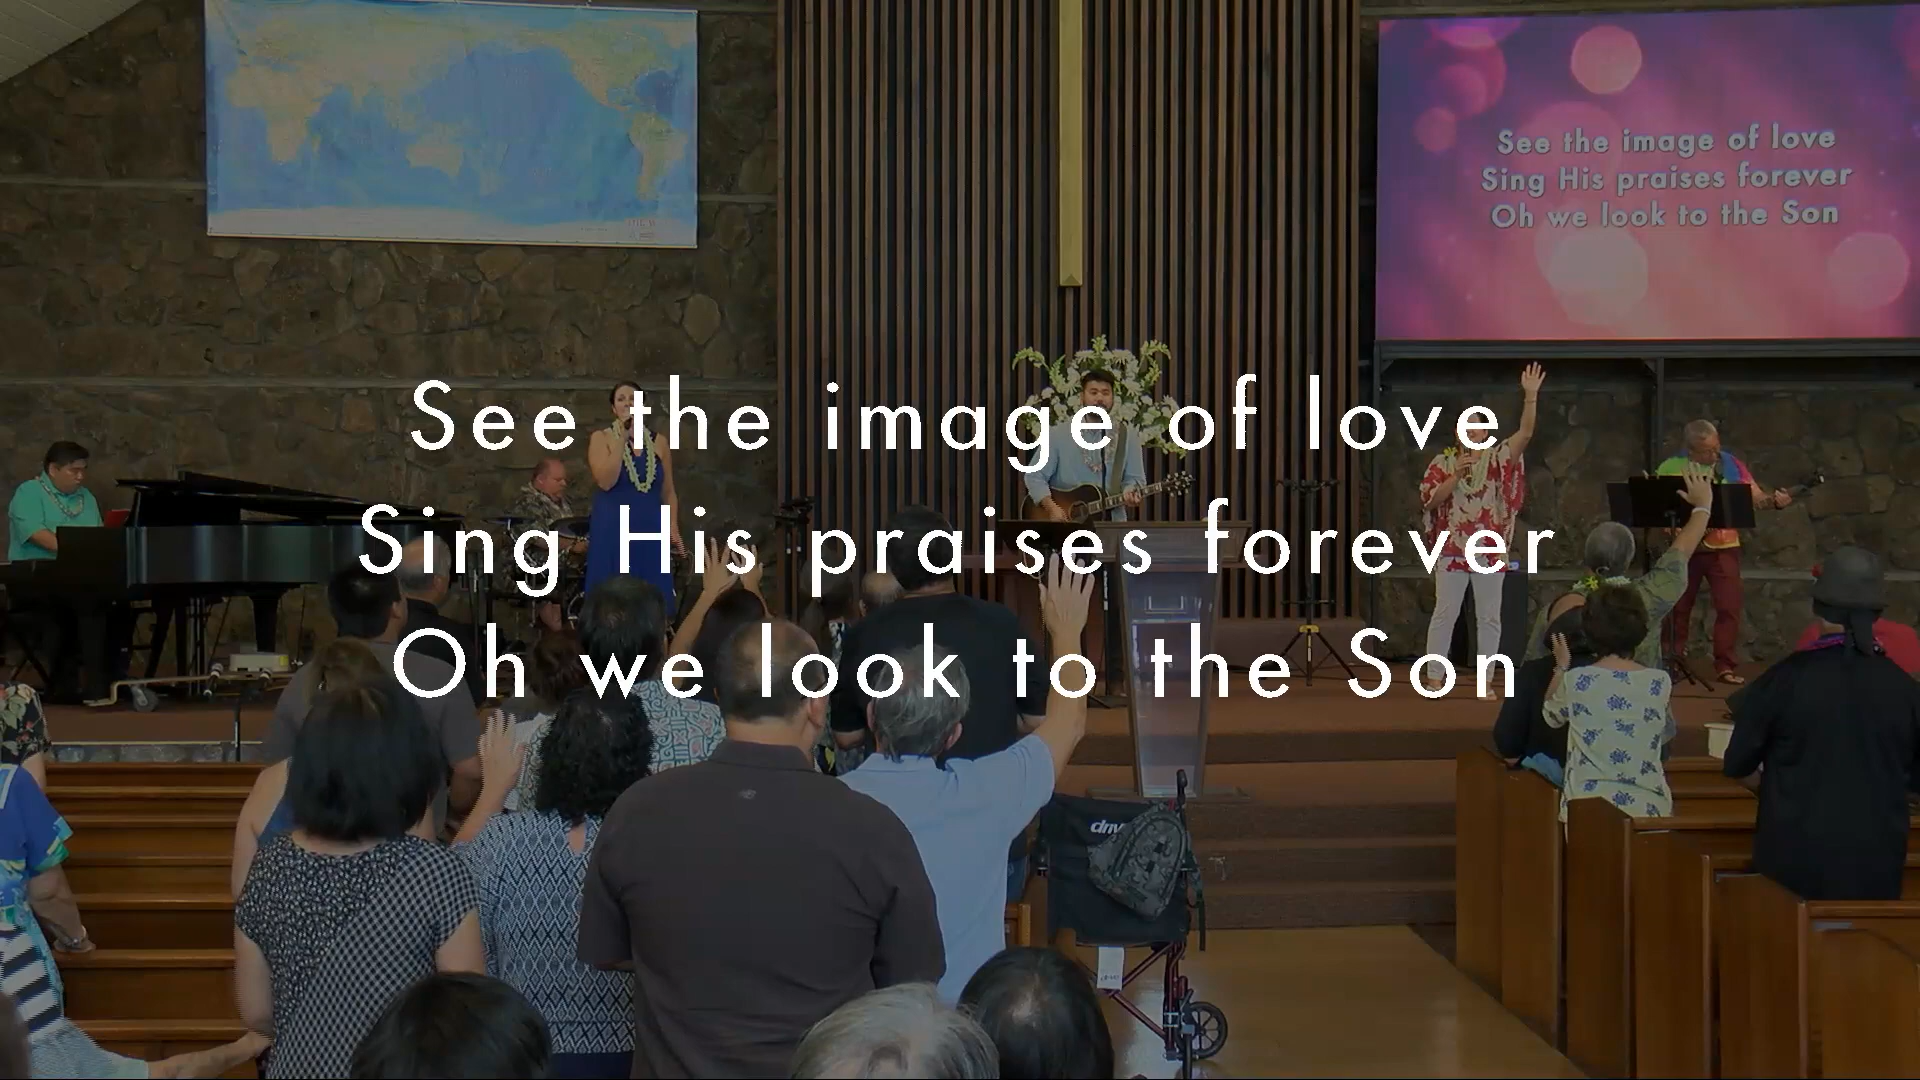 See the image of love
Sing His praises forever
Oh we look to the Son
See the image of love
Sing His praises forever
Oh we look to the Son